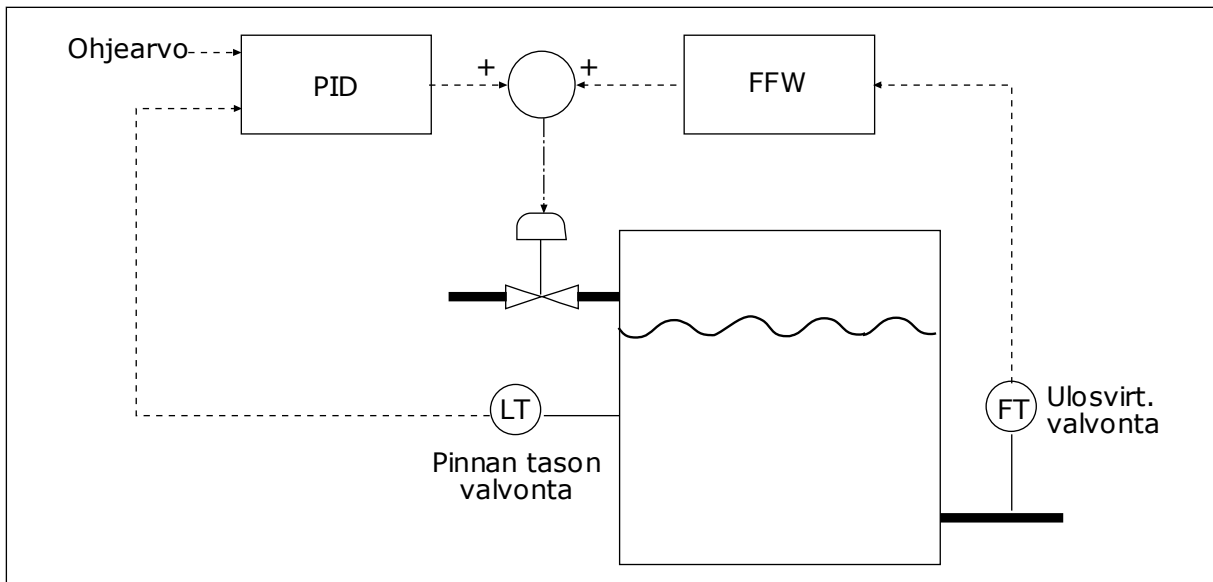 Ohjearvo
PID
+
+
FFW
LT
Pinnan tason
valvonta
FT
Ulosvirt.
valvonta